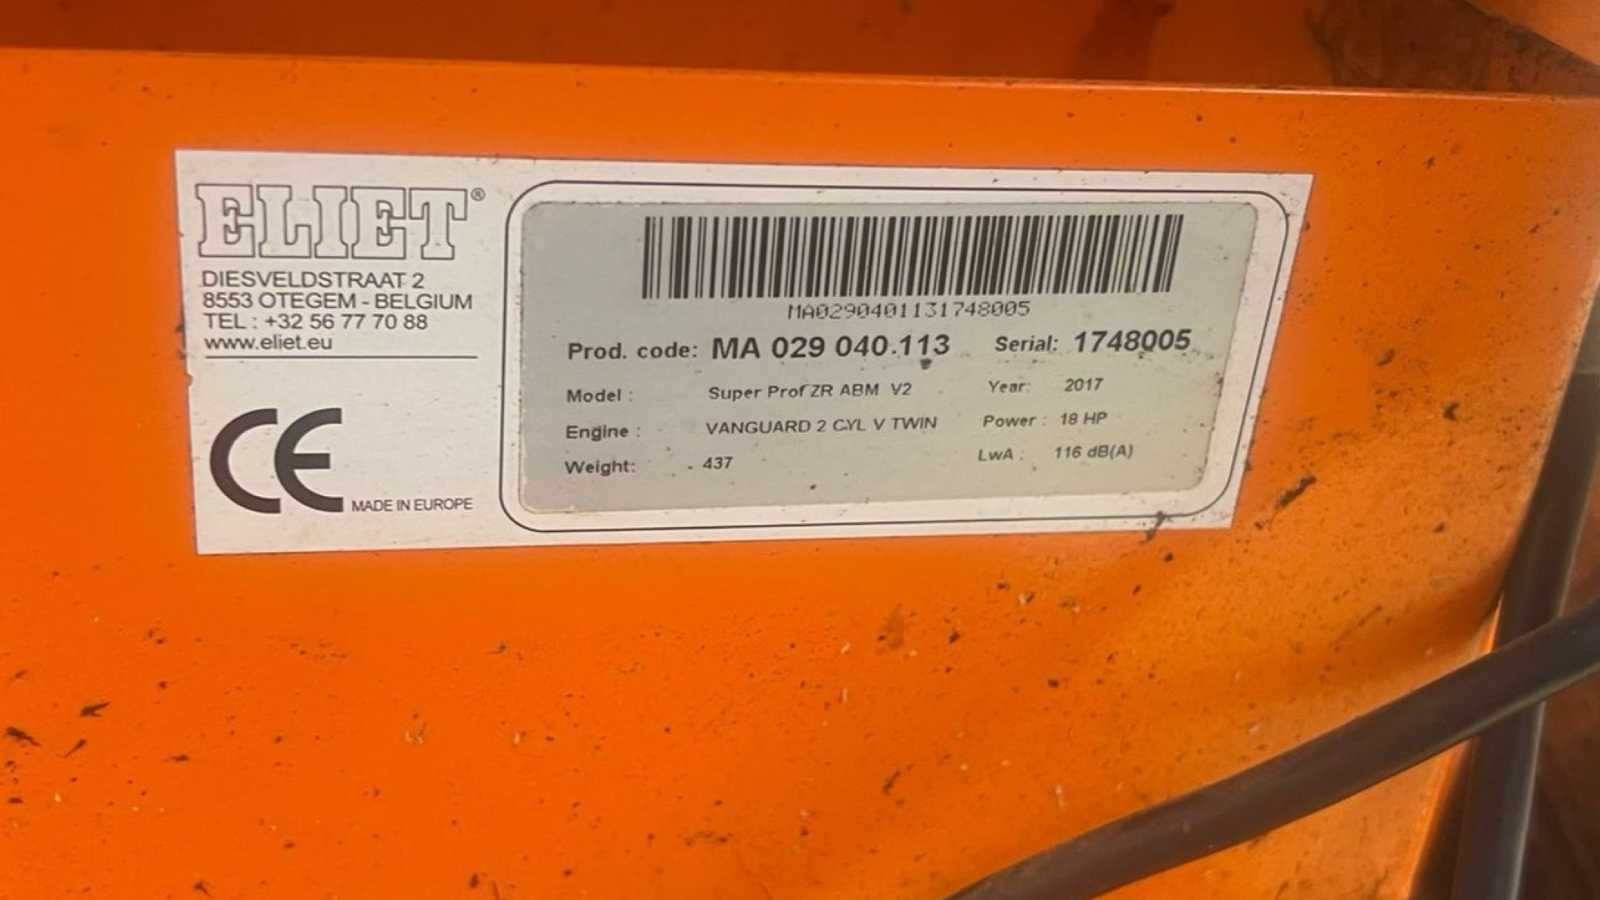 ELIET®
DIESVELDSTRAAT 2
8553 OTEGEM - BELGIUM
TEL : +32 56 77 70 88
www.eliet.eu
CE MADE IN EUROPE
MA0290401131748005
Prod. code: MA 029 040.113 Serial: 1748005
Model : Super Prof ZR ABM V2 Year: 2017
Engine : VANGUARD 2 CYL V TWIN Power : 18 HP
Weight: 437 LwA : 116 dB(A)